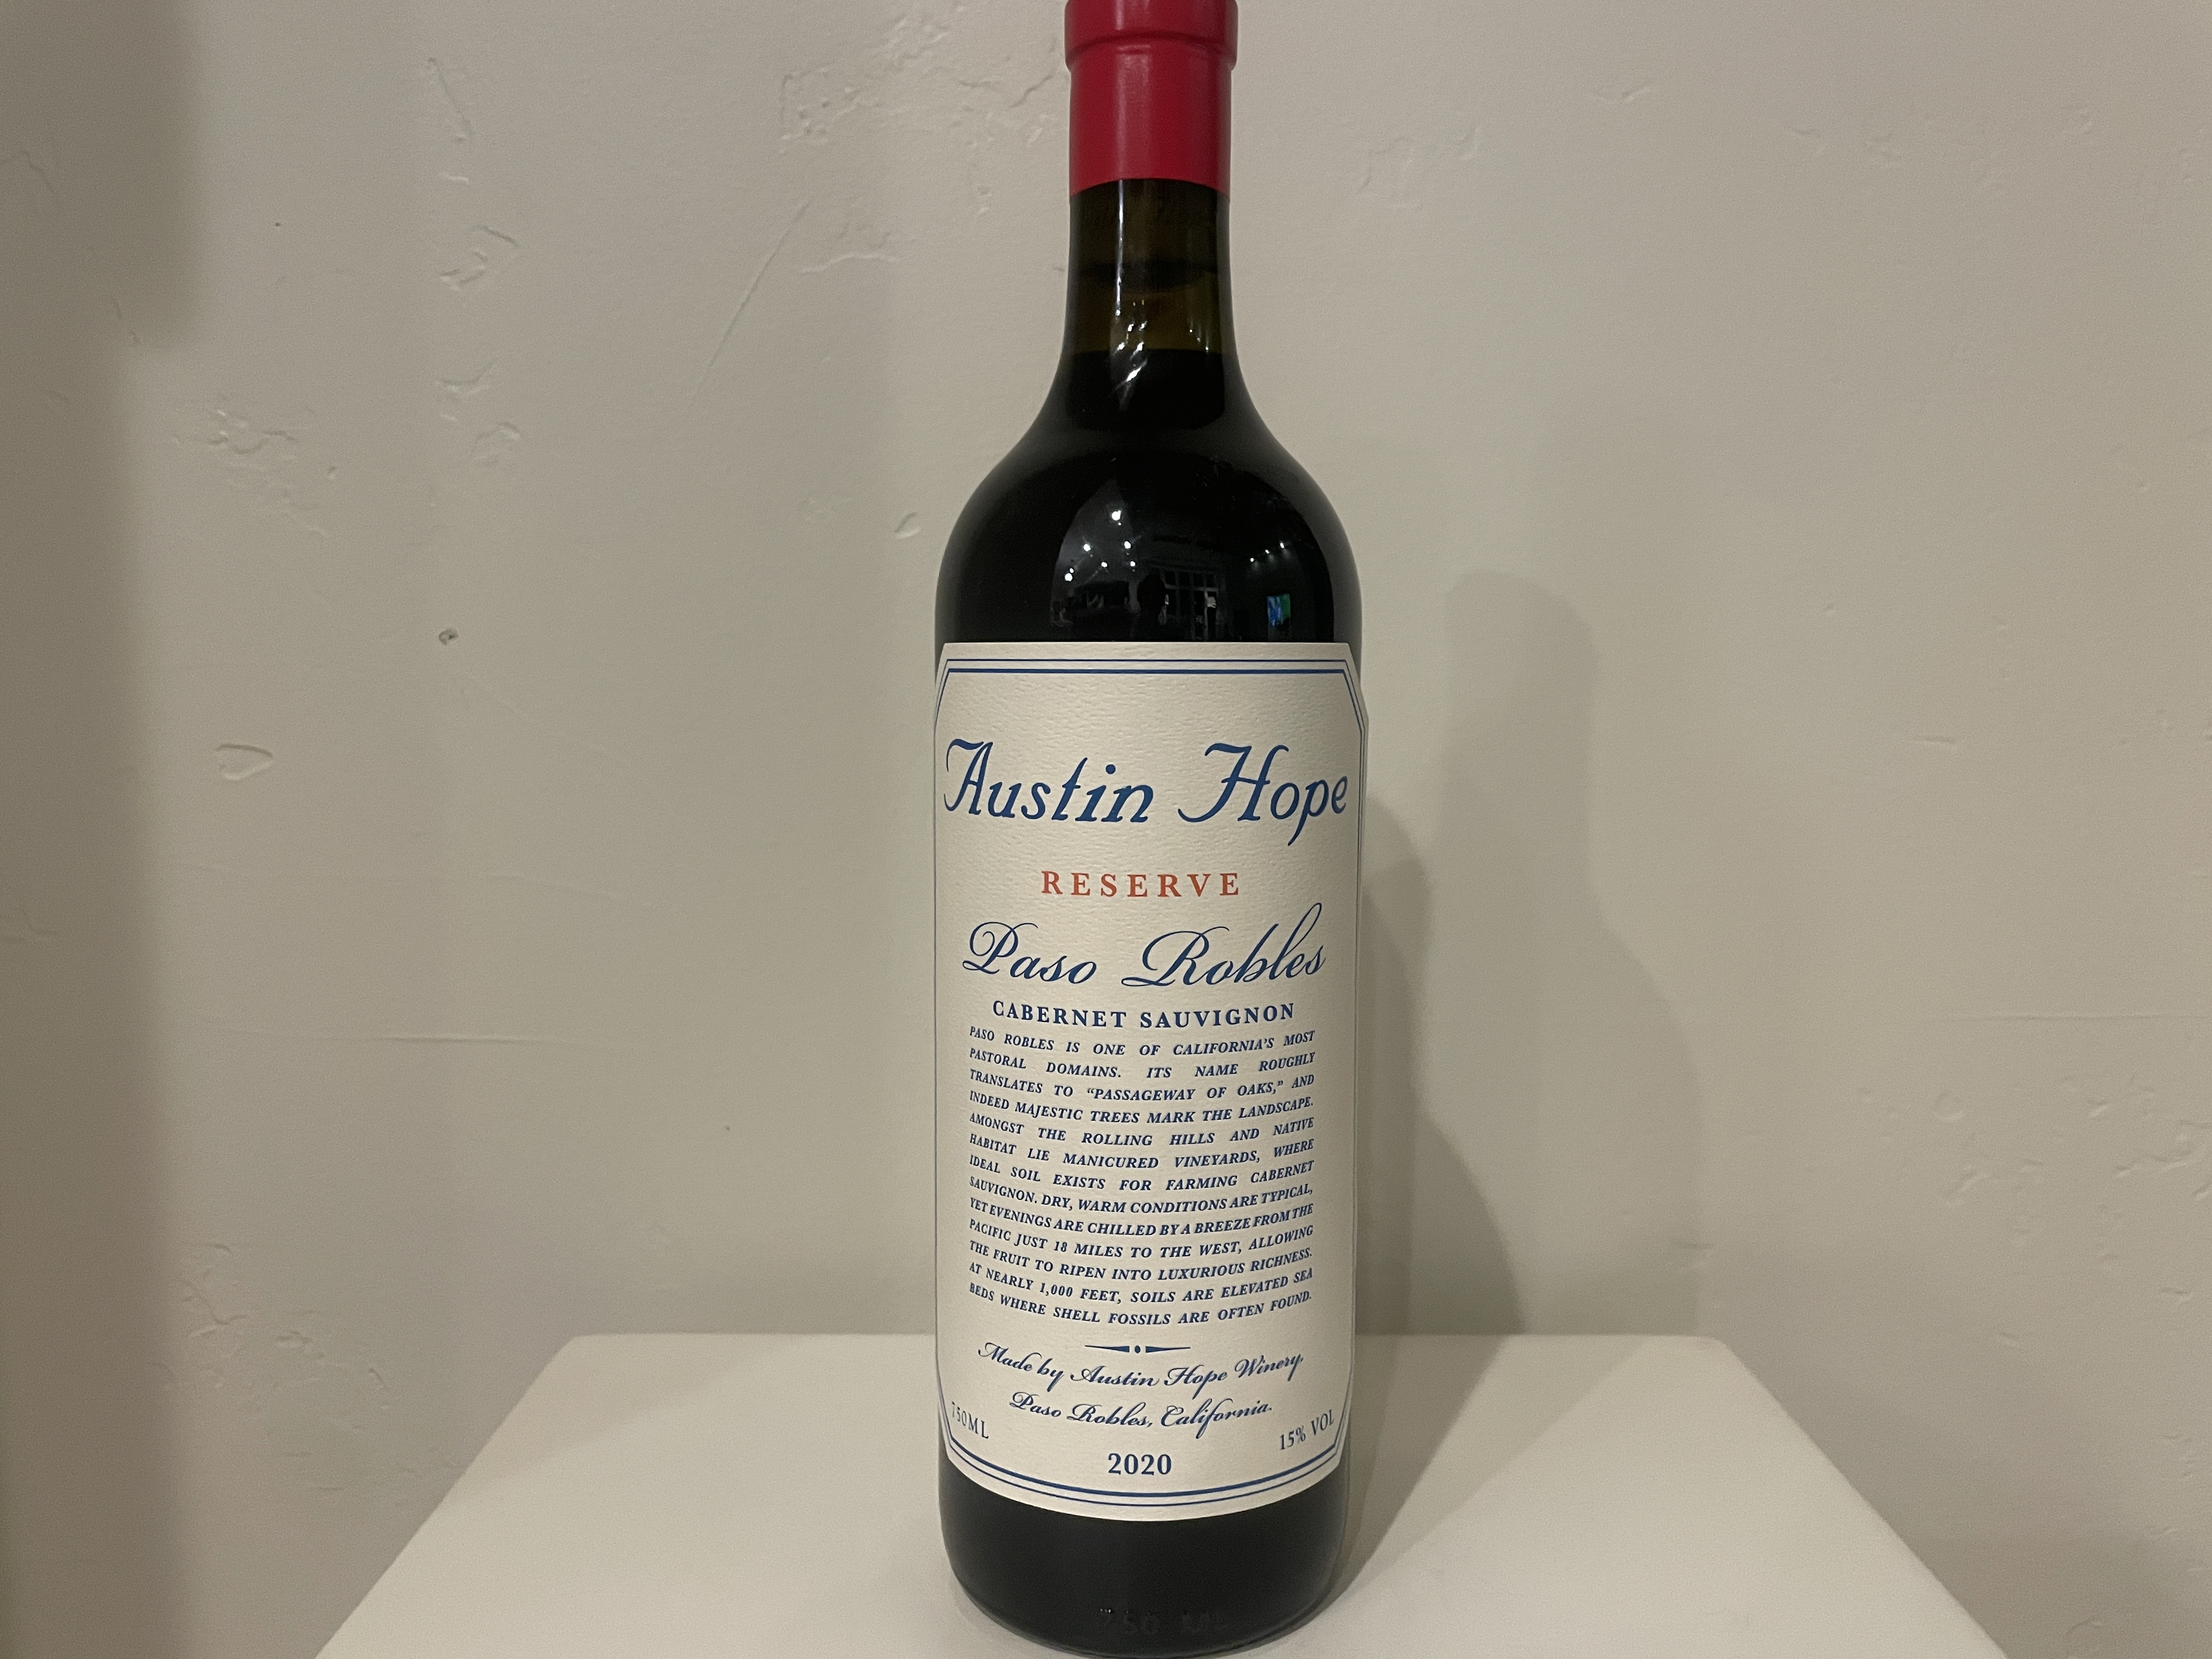 Austin Hope
RESERVE
Paso Robles
CABERNET SAUVIGNON
PASO ROBLES IS ONE OF CALIFORNIA'S MOST
PASTORAL DOMAINS. ITS NAME ROUGHLY
TRANSLATES TO “PASSAGEWAY OF OAKS,” AND
INDEED MAJESTIC TREES MARK THE LANDSCAPE.
AMONGST THE ROLLING HILLS AND NATIVE
HABITAT LIE MANICURED VINEYARDS, WHERE
IDEAL SOIL EXISTS FOR FARMING CABERNET
SAUVIGNON. DRY, WARM CONDITIONS ARE TYPICAL,
YET EVENINGS ARE CHILLED BY A BREEZE FROM THE
PACIFIC JUST 18 MILES TO THE WEST, ALLOWING
THE FRUIT TO RIPEN INTO LUXURIOUS RICHNESS.
AT NEARLY 1,000 FEET, SOILS ARE ELEVATED SEA
BEDS WHERE SHELL FOSSILS ARE OFTEN FOUND.
Made by Austin Hope Winery,
Paso Robles, California.
750ML
15% VOL
2020
750 ML